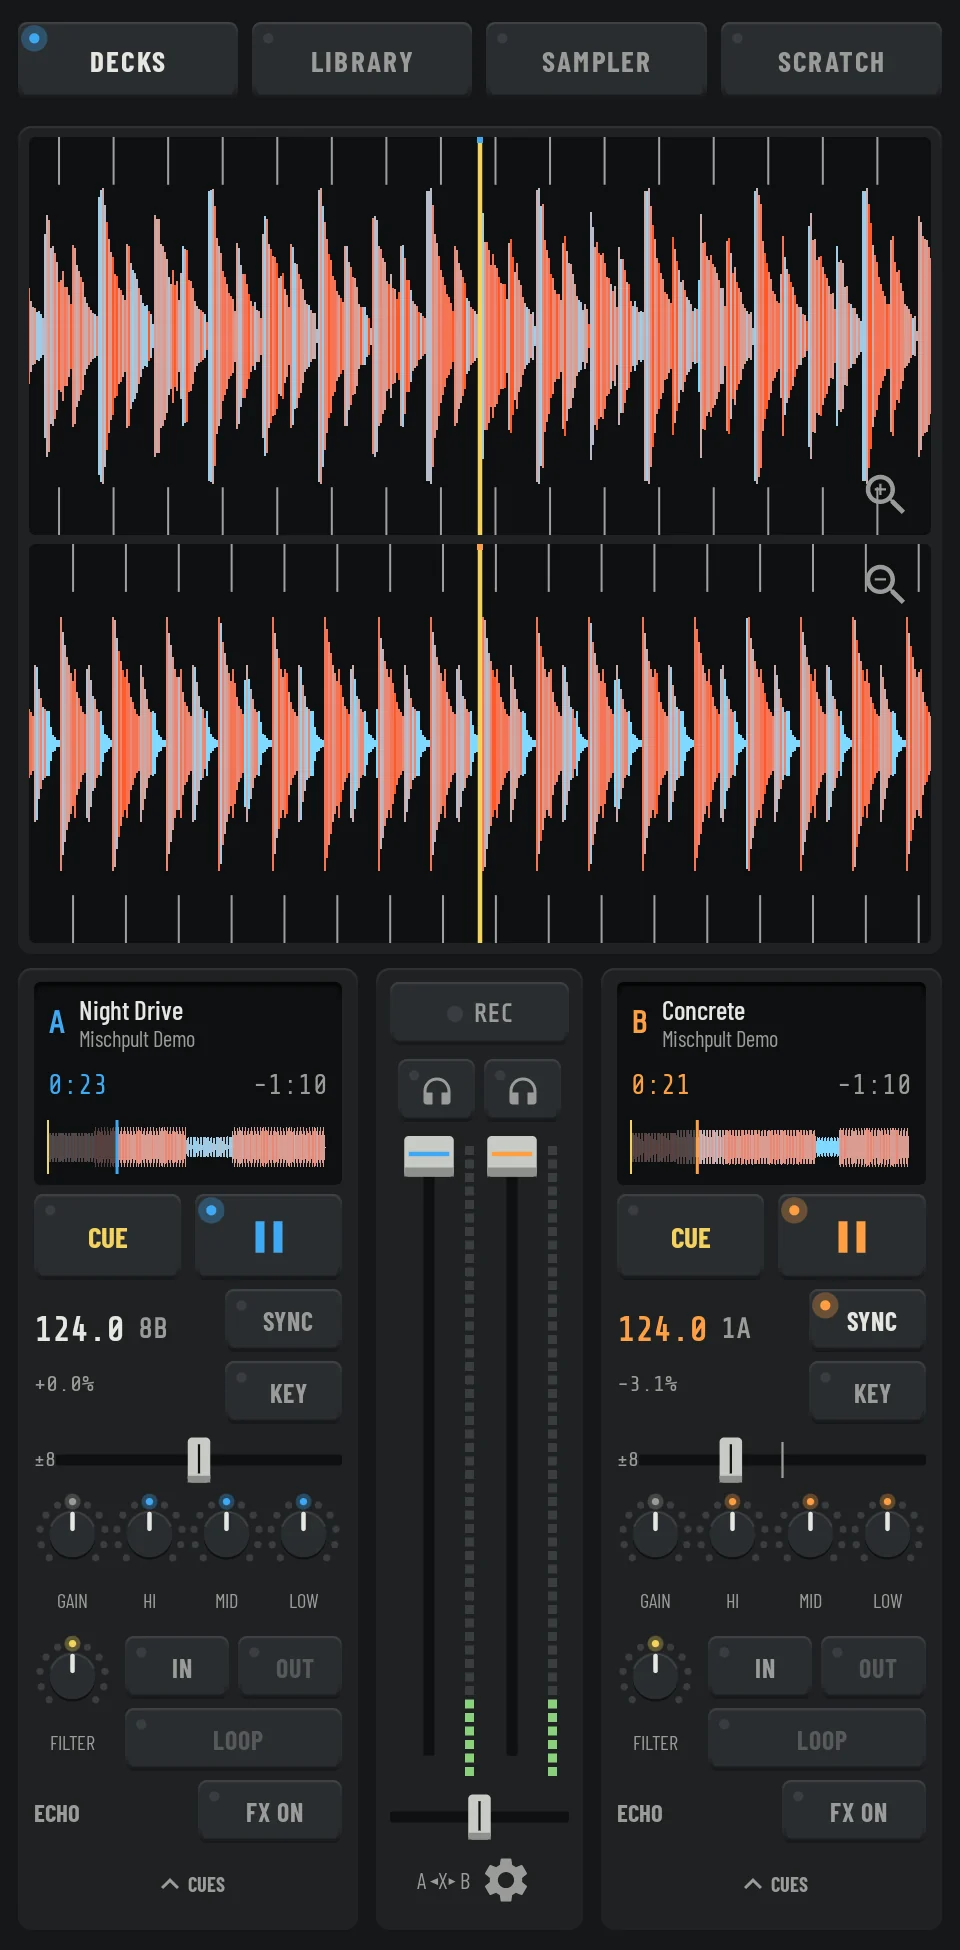 DECKS
LIBRARY
SAMPLER
SCRATCH
A Night Drive
Mischpult Demo
0:23 -1:10
CUE
124.0 8B
SYNC
+0.0%
KEY
±8
GAIN HI MID LOW
IN OUT
FILTER
LOOP
ECHO
FX ON
CUES
REC
A ◂X▸ B
B Concrete
Mischpult Demo
0:21 -1:10
CUE
124.0 1A
SYNC
-3.1%
KEY
±8
GAIN HI MID LOW
IN OUT
FILTER
LOOP
ECHO
FX ON
CUES